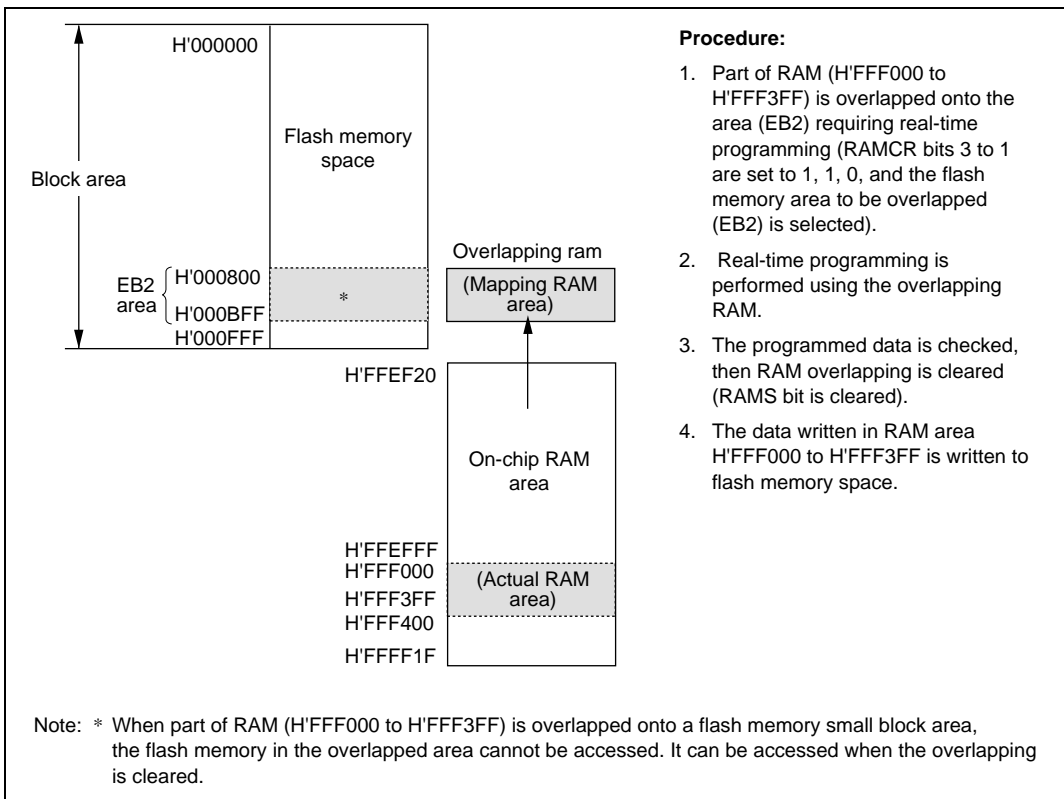 H'000000
Flash memory
space
Block area
EB2
area
H'000800
H'000BFF
H'000FFF
*
Overlapping ram
(Mapping RAM
area)
H'FFEF20
On-chip RAM
area
H'FFEFFF
H'FFF000
H'FFF3FF
H'FFF400
H'FFFF1F
(Actual RAM
area)
Procedure:
1. Part of RAM (H'FFF000 to
H'FFF3FF) is overlapped onto the
area (EB2) requiring real-time
programming (RAMCR bits 3 to 1
are set to 1, 1, 0, and the flash
memory area to be overlapped
(EB2) is selected).
2. Real-time programming is
performed using the overlapping
RAM.
3. The programmed data is checked,
then RAM overlapping is cleared
(RAMS bit is cleared).
4. The data written in RAM area
H'FFF000 to H'FFF3FF is written to
flash memory space.
Note: * When part of RAM (H'FFF000 to H'FFF3FF) is overlapped onto a flash memory small block area,
the flash memory in the overlapped area cannot be accessed. It can be accessed when the overlapping
is cleared.